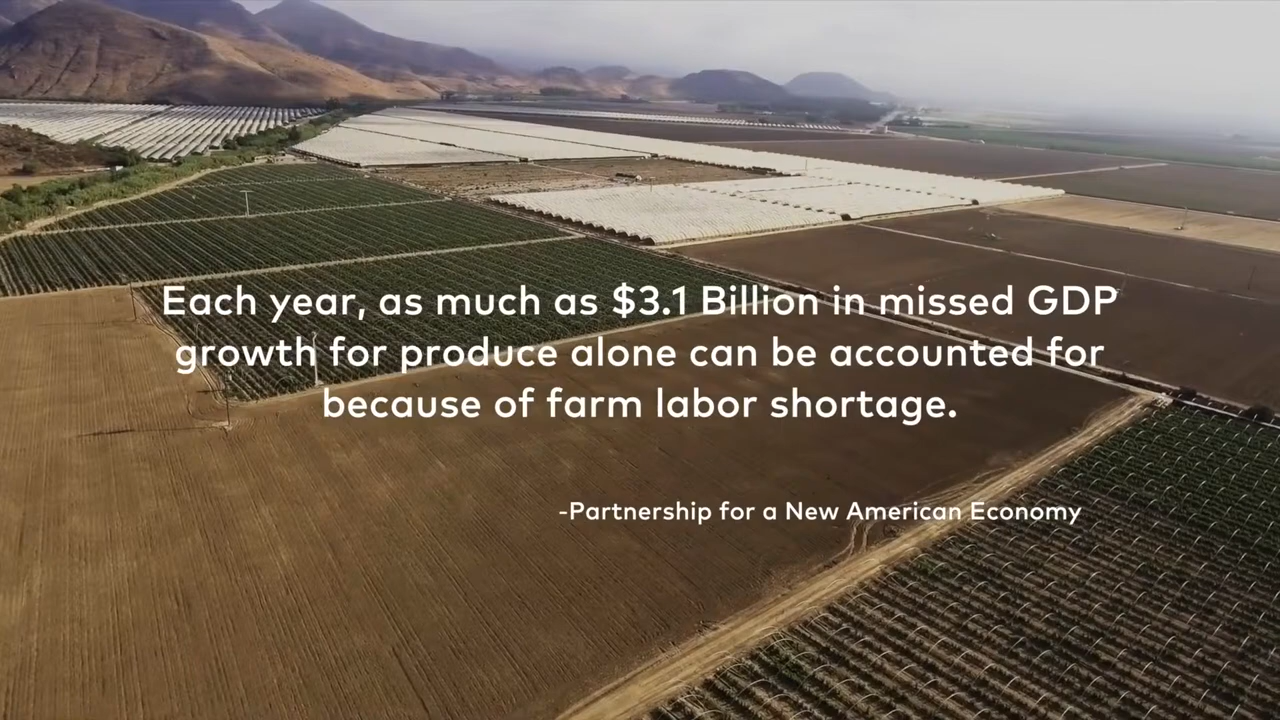 Each year, as much as $3.1 Billion in missed GDP
growth for produce alone can be accounted for
because of farm labor shortage.
-Partnership for a New American Economy